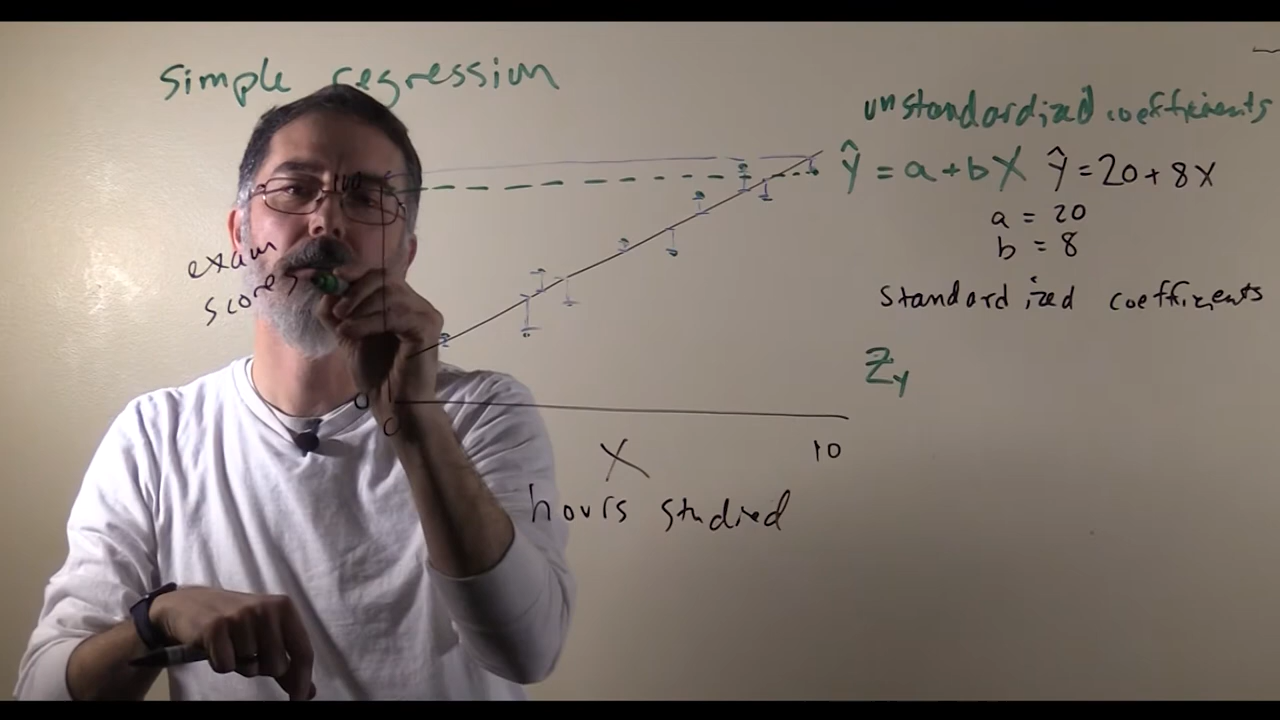 simple regression
unstandardized coefficients
Ŷ = a + bX Ŷ = 20 + 8X
a = 20
b = 8
100
exam
scores
standardized coefficients
Zy
0
0
X
10
hours studied